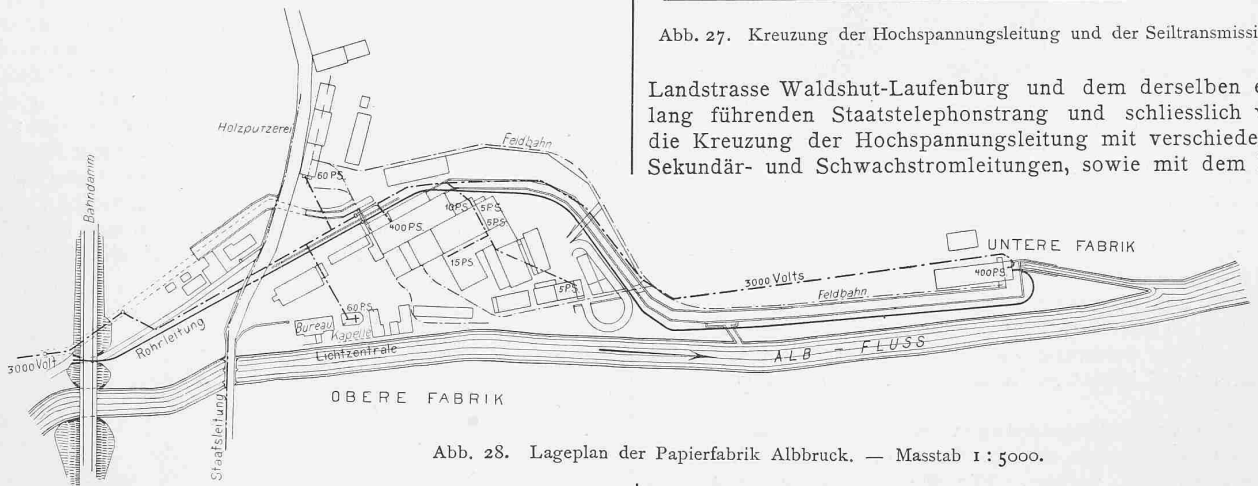 Abb. 27. Kreuzung der Hochspannungsleitung und der Seiltransmissi
Landstrasse Waldshut-Laufenburg und dem derselben e
lang führenden Staatstelephonstrang und schliesslich v
die Kreuzung der Hochspannungsleitung mit verschiede
Sekundär- und Schwachstromleitungen, sowie mit dem
Holzputzerei
Feldbahn
Bahndamm
60 PS.
10 PS.
5 PS.
5 PS.
400 PS.
15 PS.
5 PS.
60 PS.
UNTERE FABRIK
400 PS.
3000 Volts
Feldbahn
Rohrleitung
Bureau
Kapelle
Lichtzentrale
3000 Volt
ALB - FLUSS
OBERE FABRIK
Staatsleitung
Abb. 28. Lageplan der Papierfabrik Albbruck. — Masstab 1 : 5000.